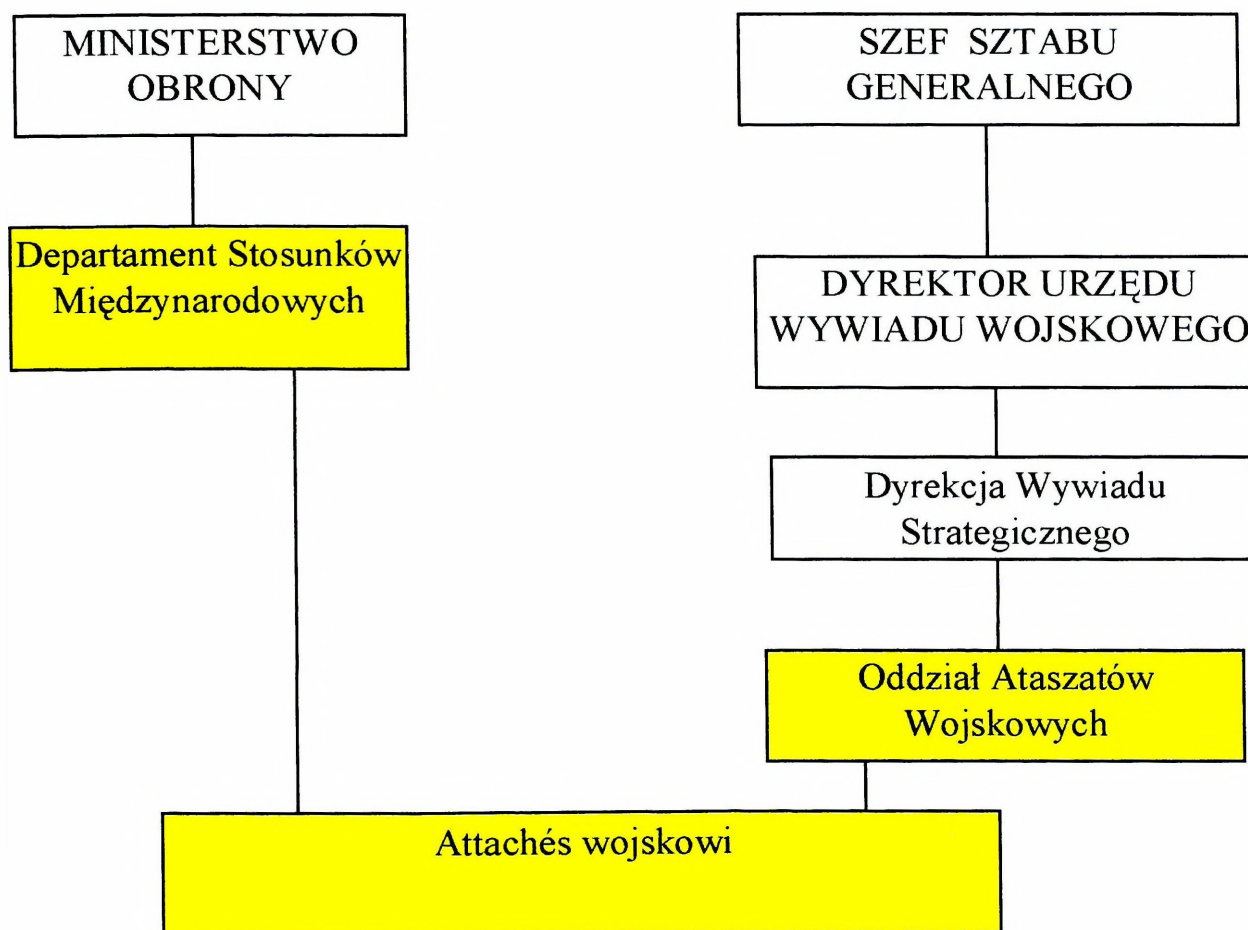 MINISTERSTWO
OBRONY
SZEF SZTABU
GENERALNEGO
Departament Stosunków
Międzynarodowych
DYREKTOR URZĘDU
WYWIADU WOJSKOWEGO
Dyrekcja Wywiadu
Strategicznego
Oddział Ataszatów
Wojskowych
Attachés wojskowi